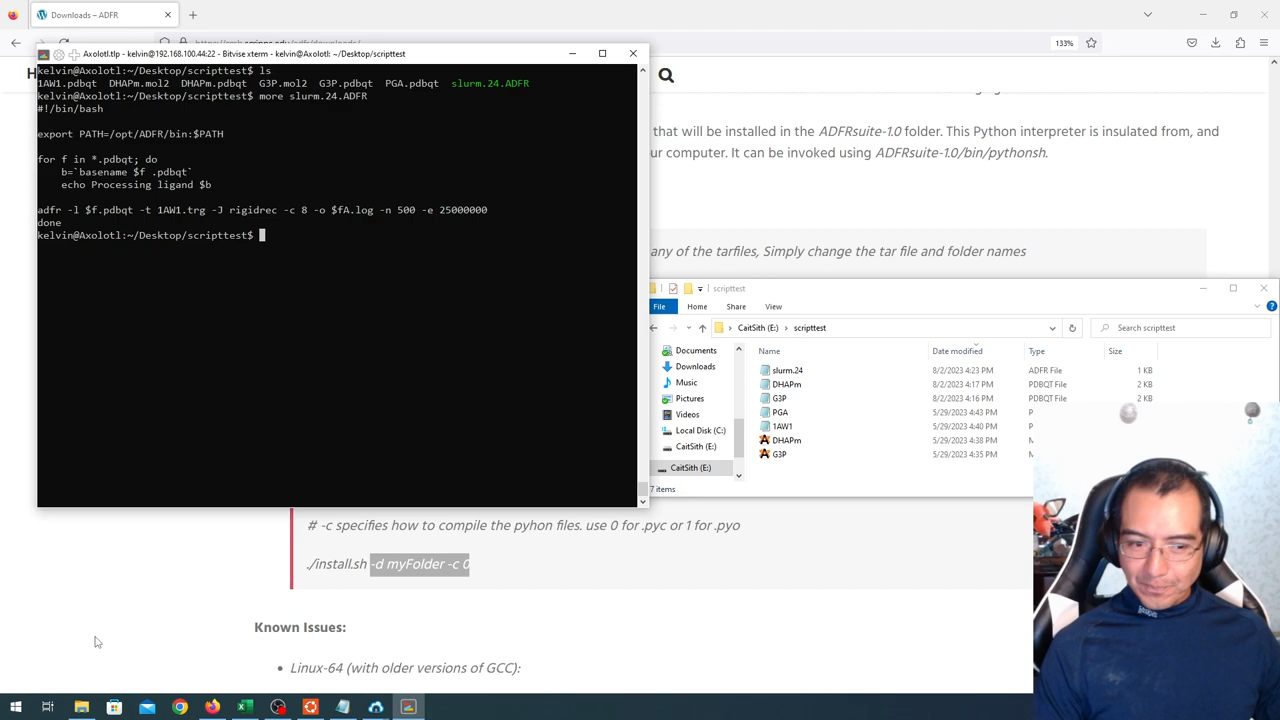 Downloads – ADFR
133%
Axolotl.tlp - kelvin@192.168.100.44:22 - Bitvise xterm - kelvin@Axolotl: ~/Desktop/scripttest
kelvin@Axolotl:~/Desktop/scripttest$ ls
1AW1.pdbqt DHAPm.mol2 DHAPm.pdbqt G3P.mol2 G3P.pdbqt PGA.pdbqt slurm.24.ADFR
kelvin@Axolotl:~/Desktop/scripttest$ more slurm.24.ADFR
#!/bin/bash
export PATH=/opt/ADFR/bin:$PATH
for f in *.pdbqt; do
b=`basename $f .pdbqt`
echo Processing ligand $b
adfr -l $f.pdbqt -t 1AW1.trg -J rigidrec -c 8 -o $fA.log -n 500 -e 25000000
done
kelvin@Axolotl:~/Desktop/scripttest$
H
that will be installed in the ADFRsuite-1.0 folder. This Python interpreter is insulated from, and
ur computer. It can be invoked using ADFRsuite-1.0/bin/pythonsh.
any of the tarfiles, Simply change the tar file and folder names
scripttest
File Home Share View
CaitSith (E:) scripttest
Search scripttest
Name Date modified Type Size
Documents
Downloads
Music
Pictures
Videos
Local Disk (C:)
CaitSith (E:)
CaitSith (E:)
slurm.24 8/2/2023 4:23 PM ADFR File 1 KB
DHAPm 8/2/2023 4:17 PM PDBQT File 2 KB
G3P 8/2/2023 4:16 PM PDBQT File 2 KB
PGA 5/29/2023 4:43 PM P
1AW1 5/29/2023 4:40 PM P
DHAPm 5/29/2023 4:38 PM M
G3P 5/29/2023 4:35 PM M
7 items
# -c specifies how to compile the pyhon files. use 0 for .pyc or 1 for .pyo
./install.sh -d myFolder -c 0
Known Issues:
• Linux-64 (with older versions of GCC):